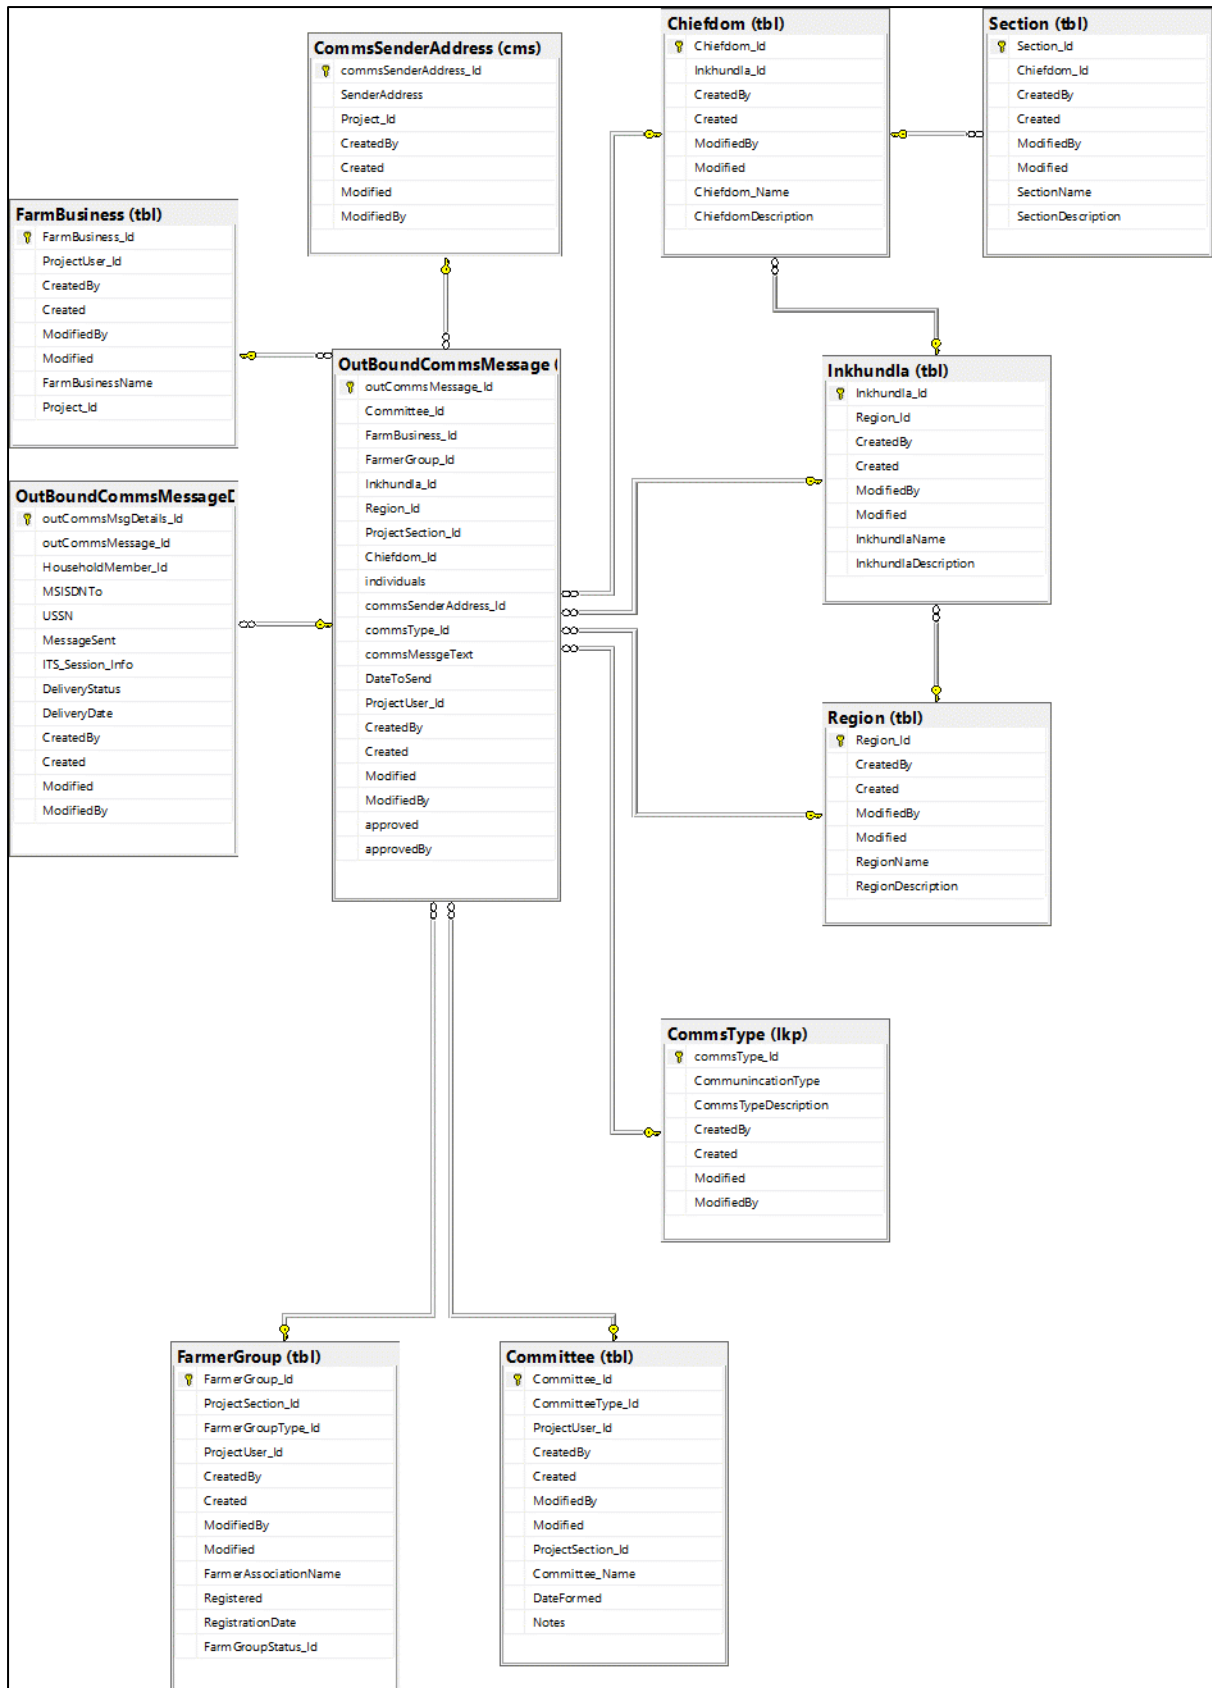 CommsSenderAddress (cms)
commsSenderAddress_Id
SenderAddress
Project_Id
CreatedBy
Created
Modified
ModifiedBy
Chiefdom (tbl)
Chiefdom_Id
Inkhundla_Id
CreatedBy
Created
ModifiedBy
Modified
Chiefdom_Name
ChiefdomDescription
Section (tbl)
Section_Id
Chiefdom_Id
CreatedBy
Created
ModifiedBy
Modified
SectionName
SectionDescription
FarmBusiness (tbl)
FarmBusiness_Id
ProjectUser_Id
CreatedBy
Created
ModifiedBy
Modified
FarmBusinessName
Project_Id
OutBoundCommsMessage (
outCommsMessage_Id
Committee_Id
FarmBusiness_Id
FarmerGroup_Id
Inkhundla_Id
Region_Id
ProjectSection_Id
Chiefdom_Id
individuals
commsSenderAddress_Id
commsType_Id
commsMessgeText
DateToSend
ProjectUser_Id
CreatedBy
Created
Modified
ModifiedBy
approved
approvedBy
Inkhundla (tbl)
Inkhundla_Id
Region_Id
CreatedBy
Created
ModifiedBy
Modified
InkhundlaName
InkhundlaDescription
OutBoundCommsMessageD
outCommsMsgDetails_Id
outCommsMessage_Id
HouseholdMember_Id
MSISDNTo
USSN
MessageSent
ITS_Session_Info
DeliveryStatus
DeliveryDate
CreatedBy
Created
Modified
ModifiedBy
Region (tbl)
Region_Id
CreatedBy
Created
ModifiedBy
Modified
RegionName
RegionDescription
CommsType (lkp)
commsType_Id
CommunincationType
CommsTypeDescription
CreatedBy
Created
Modified
ModifiedBy
FarmerGroup (tbl)
FarmerGroup_Id
ProjectSection_Id
FarmerGroupType_Id
ProjectUser_Id
CreatedBy
Created
ModifiedBy
Modified
FarmerAssociationName
Registered
RegistrationDate
FarmGroupStatus_Id
Committee (tbl)
Committee_Id
CommitteeType_Id
ProjectUser_Id
CreatedBy
Created
ModifiedBy
Modified
ProjectSection_Id
Committee_Name
DateFormed
Notes